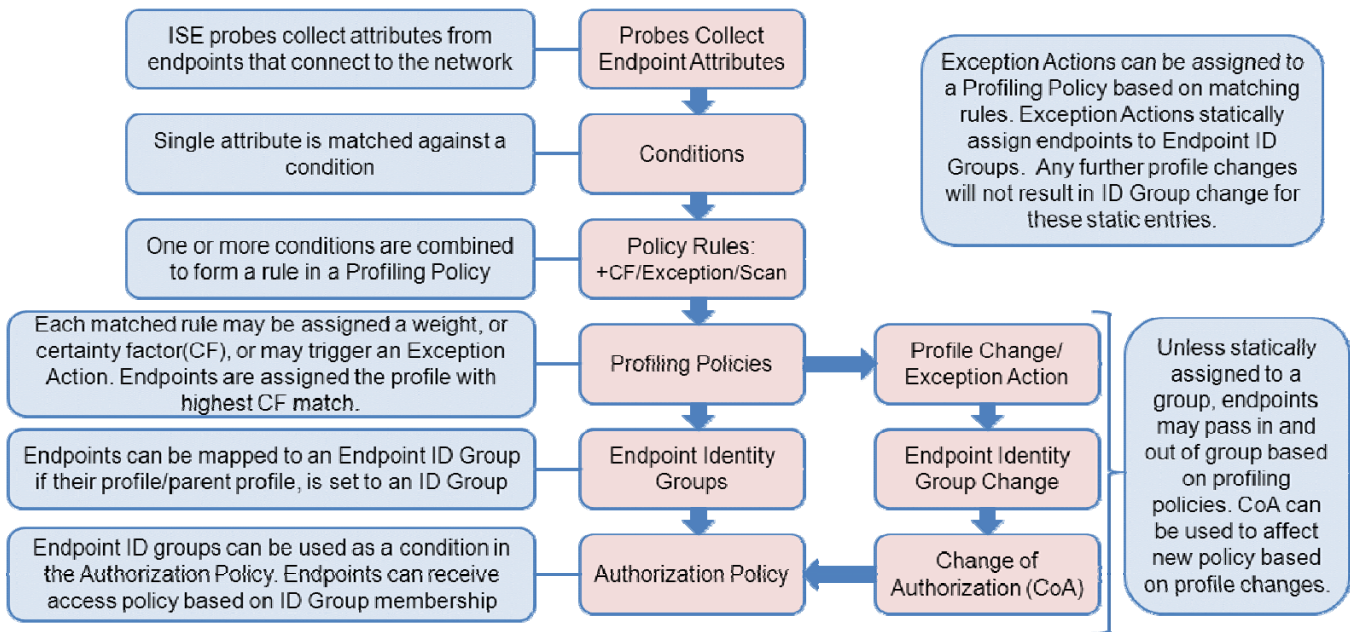 ISE probes collect attributes from
endpoints that connect to the network
Probes Collect
Endpoint Attributes
Exception Actions can be assigned to
a Profiling Policy based on matching
rules. Exception Actions statically
assign endpoints to Endpoint ID
Groups.  Any further profile changes
will not result in ID Group change for
these static entries.
Single attribute is matched against a
condition
Conditions
One or more conditions are combined
to form a rule in a Profiling Policy
Policy Rules:
+CF/Exception/Scan
Each matched rule may be assigned a weight, or
certainty factor(CF), or may trigger an Exception
Action. Endpoints are assigned the profile with
highest CF match.
Profiling Policies
Profile Change/
Exception Action
Unless statically
assigned to a
group, endpoints
may pass in and
out of group based
on profiling
policies. CoA can
be used to affect
new policy based
on profile changes.
Endpoints can be mapped to an Endpoint ID Group
if their profile/parent profile, is set to an ID Group
Endpoint Identity
Groups
Endpoint Identity
Group Change
Endpoint ID groups can be used as a condition in
the Authorization Policy. Endpoints can receive
access policy based on ID Group membership
Authorization Policy
Change of
Authorization (CoA)